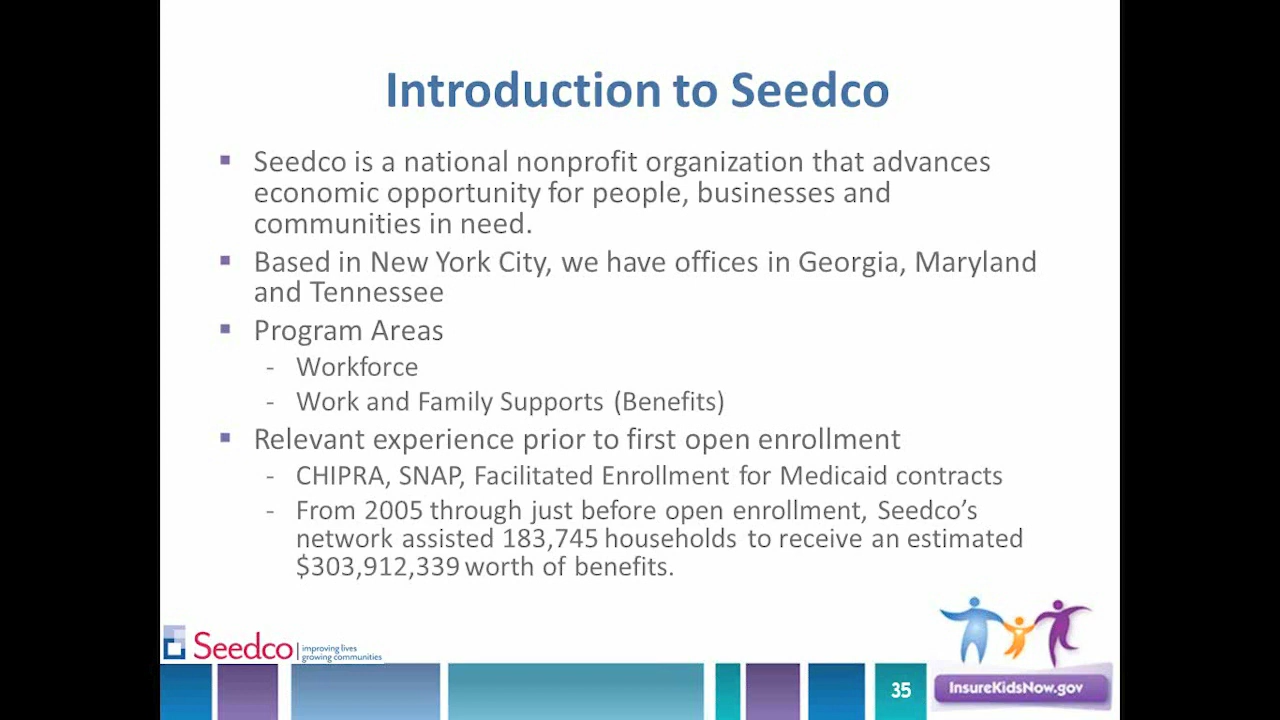 Introduction to Seedco
▪ Seedco is a national nonprofit organization that advances
economic opportunity for people, businesses and
communities in need.
▪ Based in New York City, we have offices in Georgia, Maryland
and Tennessee
▪ Program Areas
- Workforce
- Work and Family Supports (Benefits)
▪ Relevant experience prior to first open enrollment
- CHIPRA, SNAP, Facilitated Enrollment for Medicaid contracts
- From 2005 through just before open enrollment, Seedco’s
network assisted 183,745 households to receive an estimated
$303,912,339 worth of benefits.
Seedco
improving lives
growing communities
35
InsureKidsNow.gov